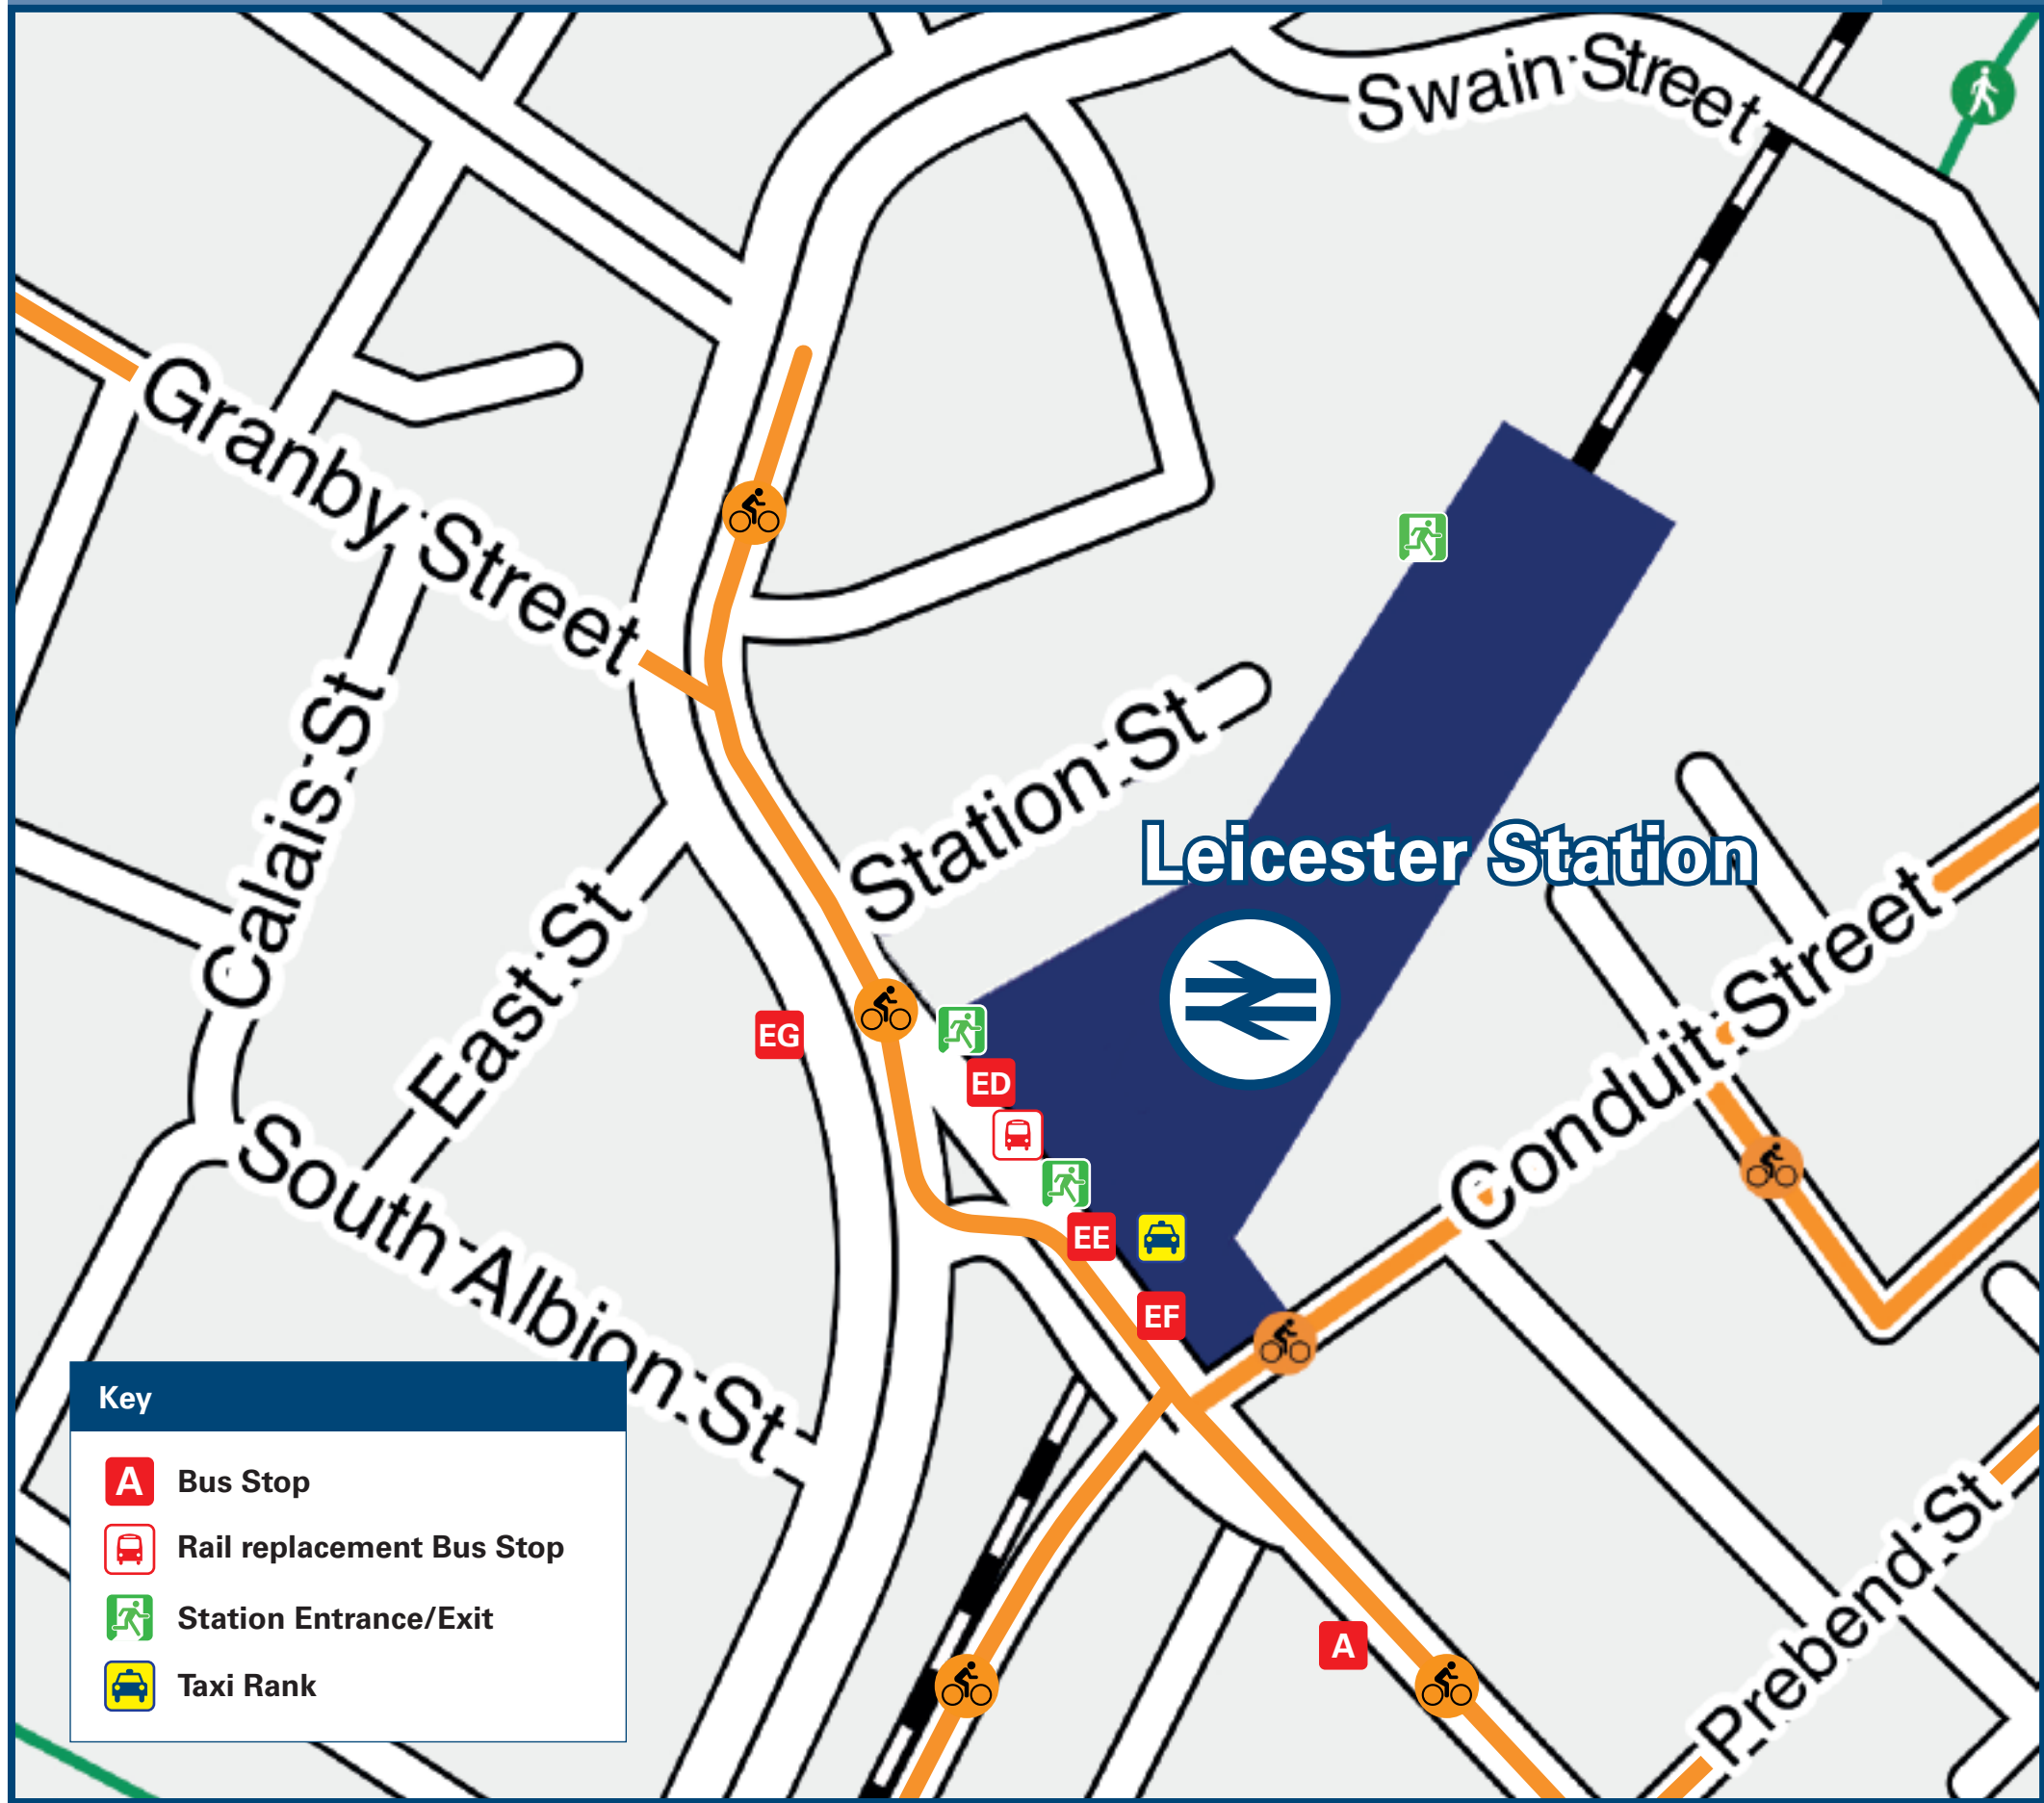 Swain Street
Granby Street
Station St
Calais St
Leicester Station
East St
Conduit Street
EG
ED
South Albion St
EE
EF
Prebend St
A
Key
A Bus Stop
Rail replacement Bus Stop
Station Entrance/Exit
Taxi Rank